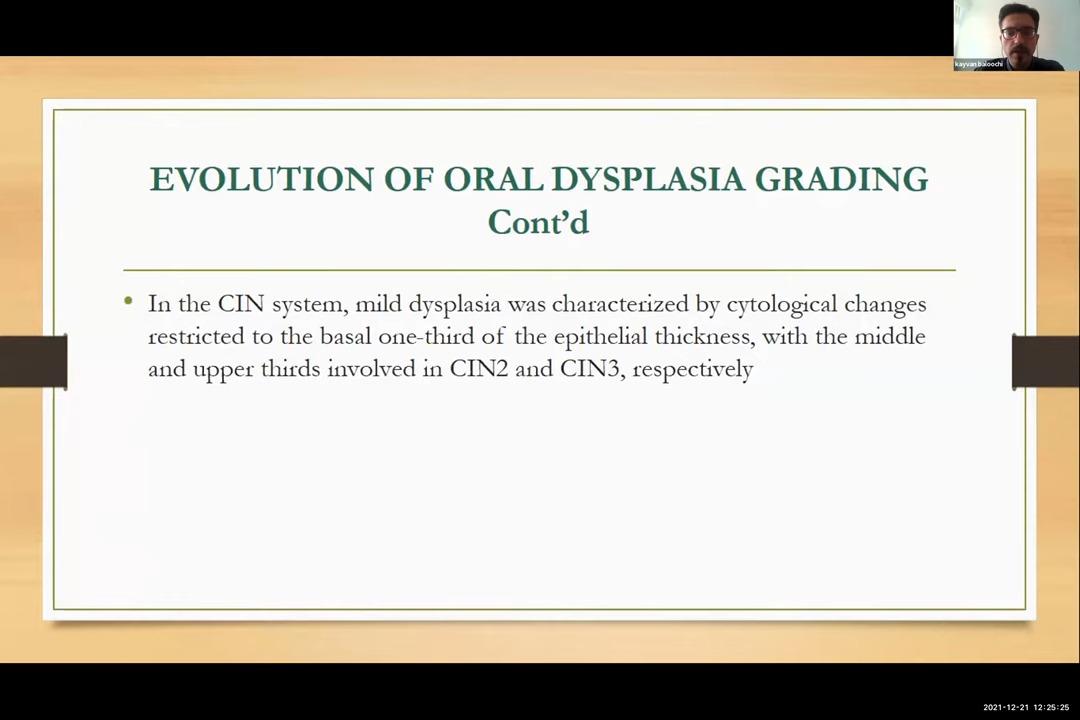 kayvan baloochi
EVOLUTION OF ORAL DYSPLASIA GRADING
Cont’d
• In the CIN system, mild dysplasia was characterized by cytological changes
restricted to the basal one-third of the epithelial thickness, with the middle
and upper thirds involved in CIN2 and CIN3, respectively
2021-12-21 12:25:25